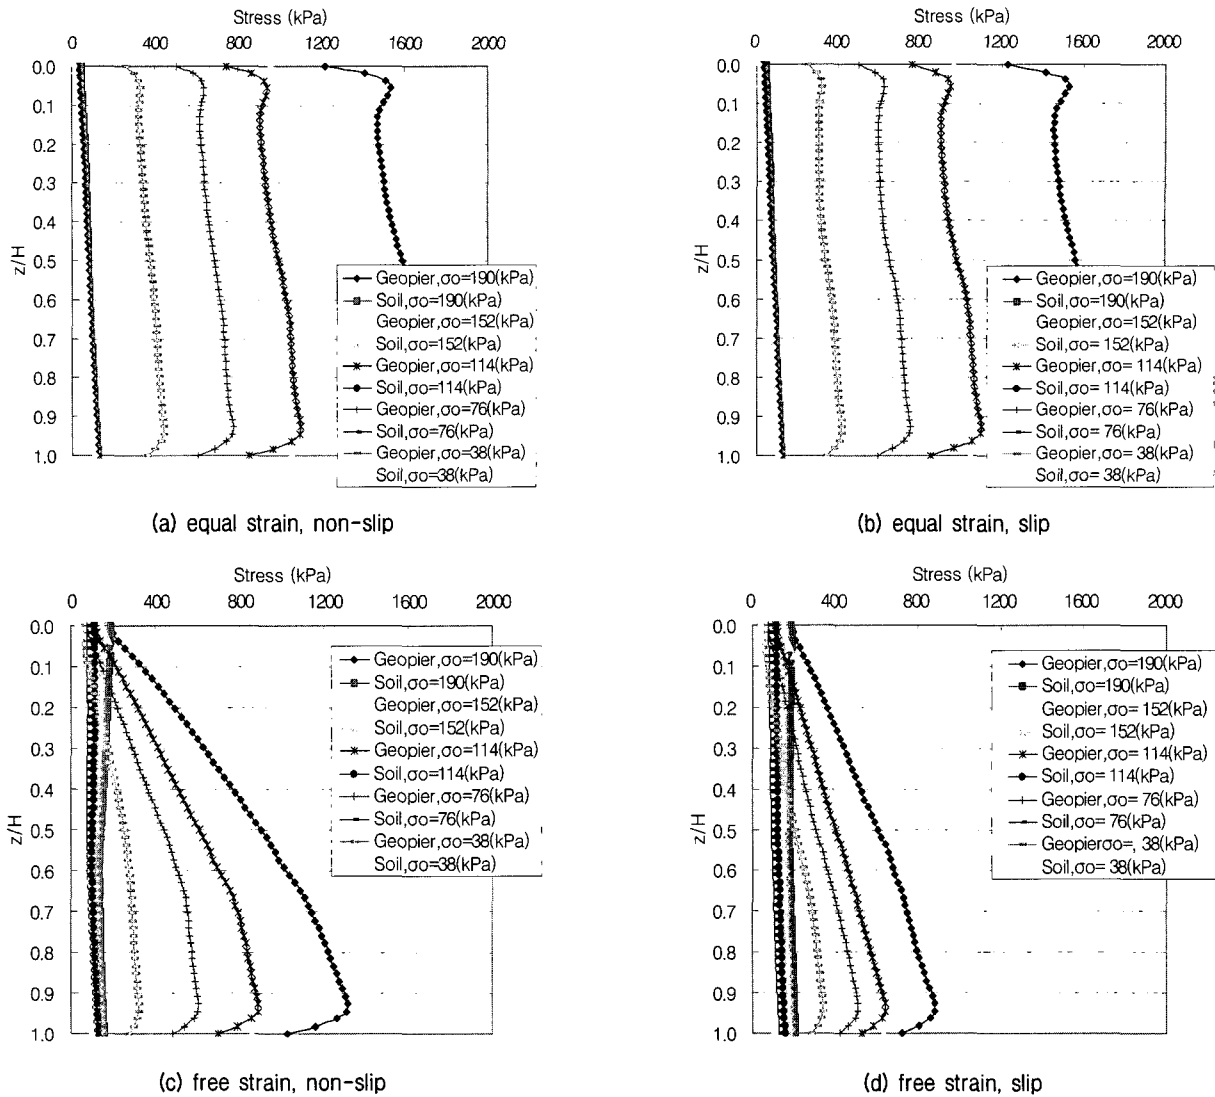 Stress (kPa)
0 400 800 1200 1600 2000
0.0
0.1
0.2
0.3
0.4
0.5
0.6
0.7
0.8
0.9
1.0
z/H
Geopier,σo=190(kPa)
Soil,σo=190(kPa)
Geopier,σo=152(kPa)
Soil,σo=152(kPa)
Geopier,σo=114(kPa)
Soil,σo=114(kPa)
Geopier,σo=76(kPa)
Soil,σo=76(kPa)
Geopier,σo=38(kPa)
Soil,σo=38(kPa)
(a) equal strain, non-slip
Stress (kPa)
0 400 800 1200 1600 2000
0.0
0.1
0.2
0.3
0.4
0.5
0.6
0.7
0.8
0.9
1.0
z/H
Geopier,σo=190(kPa)
Soil,σo=190(kPa)
Geopier,σo=152(kPa)
Soil,σo= 152(kPa)
Geopier,σo= 114(kPa)
Soil,σo= 114(kPa)
Geopier,σo= 76(kPa)
Soil,σo= 76(kPa)
Geopier,σo= 38(kPa)
Soil,σo= 38(kPa)
(b) equal strain, slip
Stress (kPa)
0 400 800 1200 1600 2000
0.0
0.1
0.2
0.3
0.4
0.5
0.6
0.7
0.8
0.9
1.0
z/H
Geopier,σo=190(kPa)
Soil,σo=190(kPa)
Geopier,σo=152(kPa)
Soil,σo=152(kPa)
Geopier,σo=114(kPa)
Soil,σo=114(kPa)
Geopier,σo=76(kPa)
Soil,σo=76(kPa)
Geopier,σo=38(kPa)
Soil,σo=38(kPa)
(c) free strain, non-slip
Stress (kPa)
0 400 800 1200 1600 2000
0.0
0.1
0.2
0.3
0.4
0.5
0.6
0.7
0.8
0.9
1.0
z/H
Geopier,σo=190(kPa)
Soil,σo=190(kPa)
Geopier,σo= 152(kPa)
Soil,σo= 152(kPa)
Geopier,σo= 114(kPa)
Soil,σo= 114(kPa)
Geopier,σo= 76(kPa)
Soil,σo= 76(kPa)
Geopierσo=, 38(kPa)
Soil,σo= 38(kPa)
(d) free strain, slip